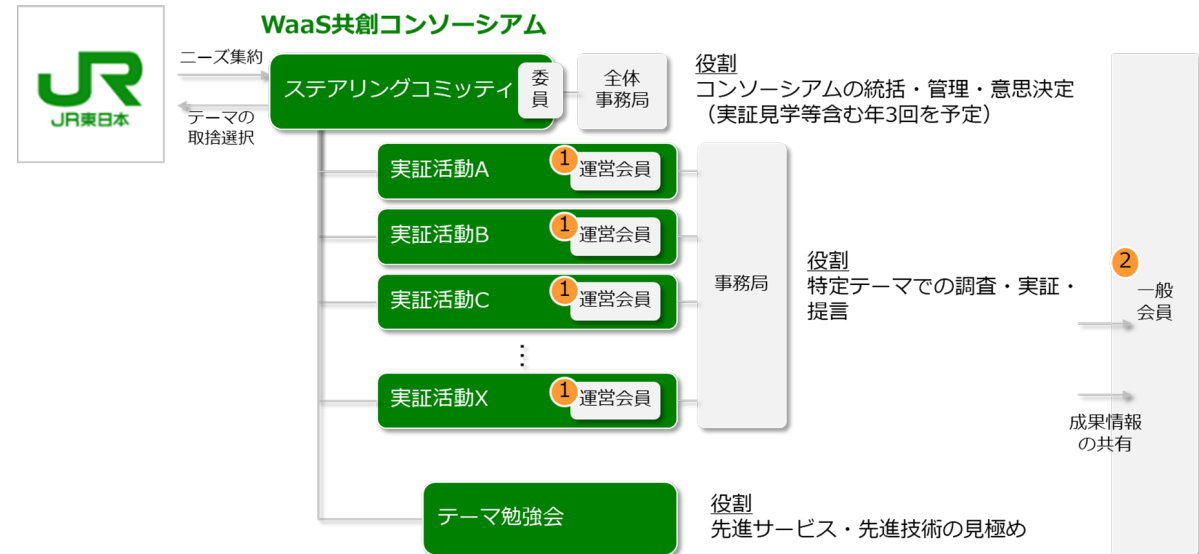 WaaS共創コンソーシアム
JR
JR東日本
ニーズ集約
テーマの
取捨選択
ステアリングコミッティ
委
員
全体
事務局
役割
コンソーシアムの統括・管理・意思決定
（実証見学等含む年3回を予定）
実証活動A
1
運営会員
実証活動B
1
運営会員
実証活動C
1
運営会員
⋮
実証活動X
1
運営会員
事務局
役割
特定テーマでの調査・実証・
提言
2
一般
会員
成果情報
の共有
テーマ勉強会
役割
先進サービス・先進技術の見極め